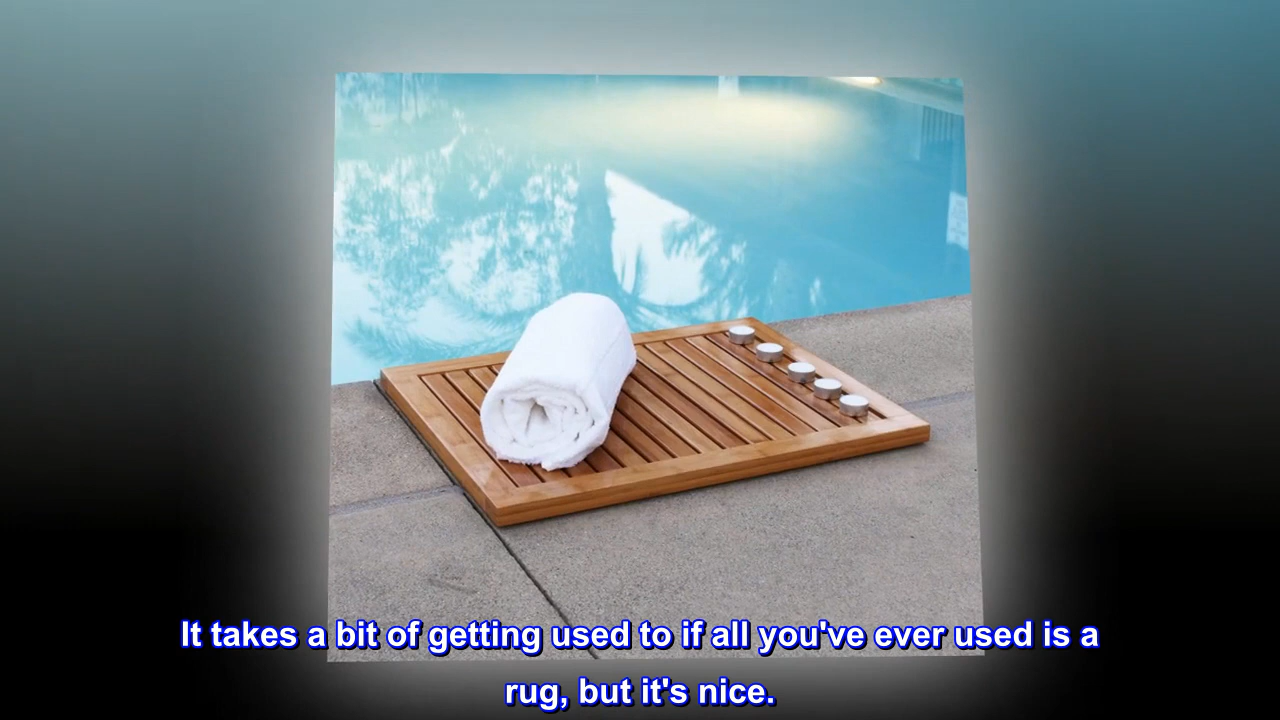 It takes a bit of getting used to if all you've ever used is a
rug, but it's nice.